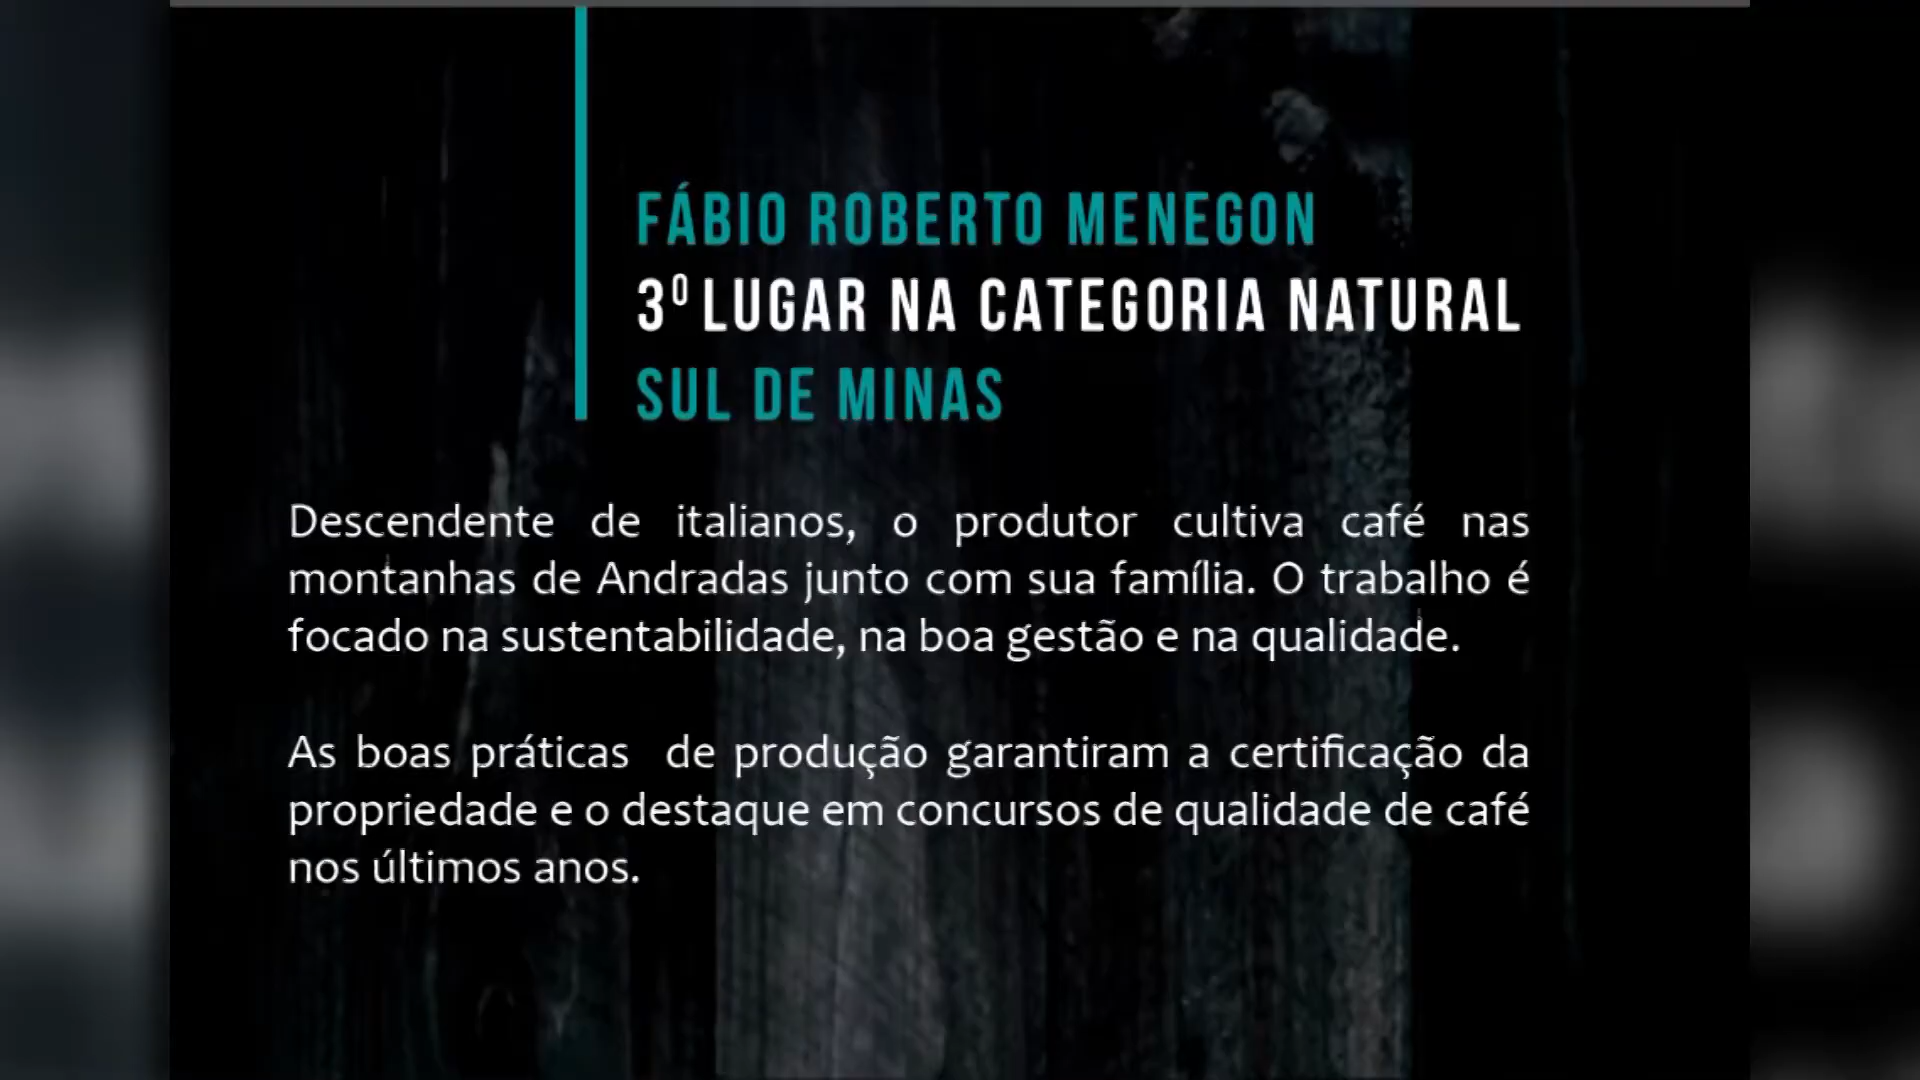 FÁBIO ROBERTO MENEGON
3º LUGAR NA CATEGORIA NATURAL
SUL DE MINAS
Descendente de italianos, o produtor cultiva café nas
montanhas de Andradas junto com sua família. O trabalho é
focado na sustentabilidade, na boa gestão e na qualidade.
As boas práticas de produção garantiram a certificação da
propriedade e o destaque em concursos de qualidade de café
nos últimos anos.